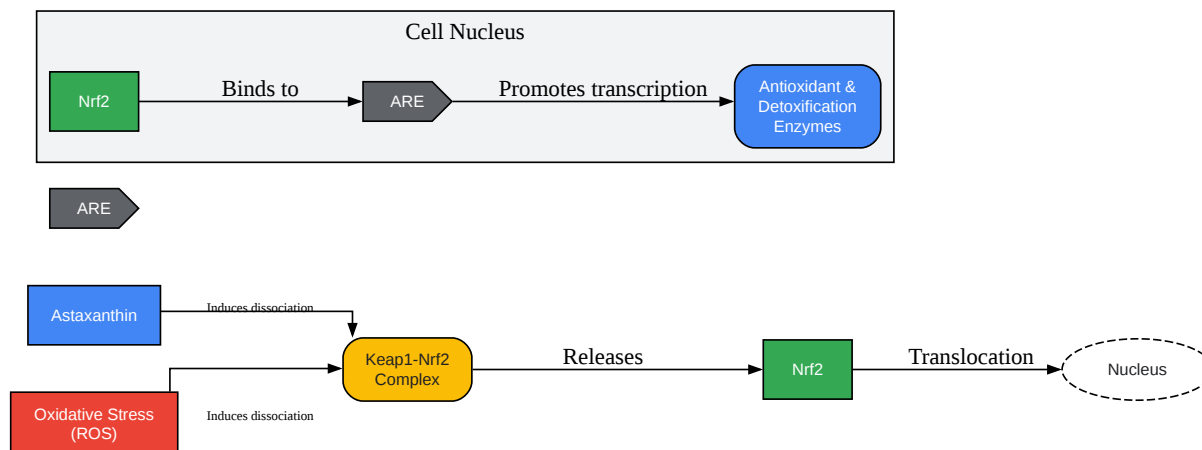 Cell Nucleus
Nrf2
Binds to
ARE
Promotes transcription
Antioxidant &
Detoxification
Enzymes
ARE
Astaxanthin
Induces dissociation
Keap1-Nrf2
Complex
Releases
Nrf2
Translocation
Nucleus
Oxidative Stress
(ROS)
Induces dissociation